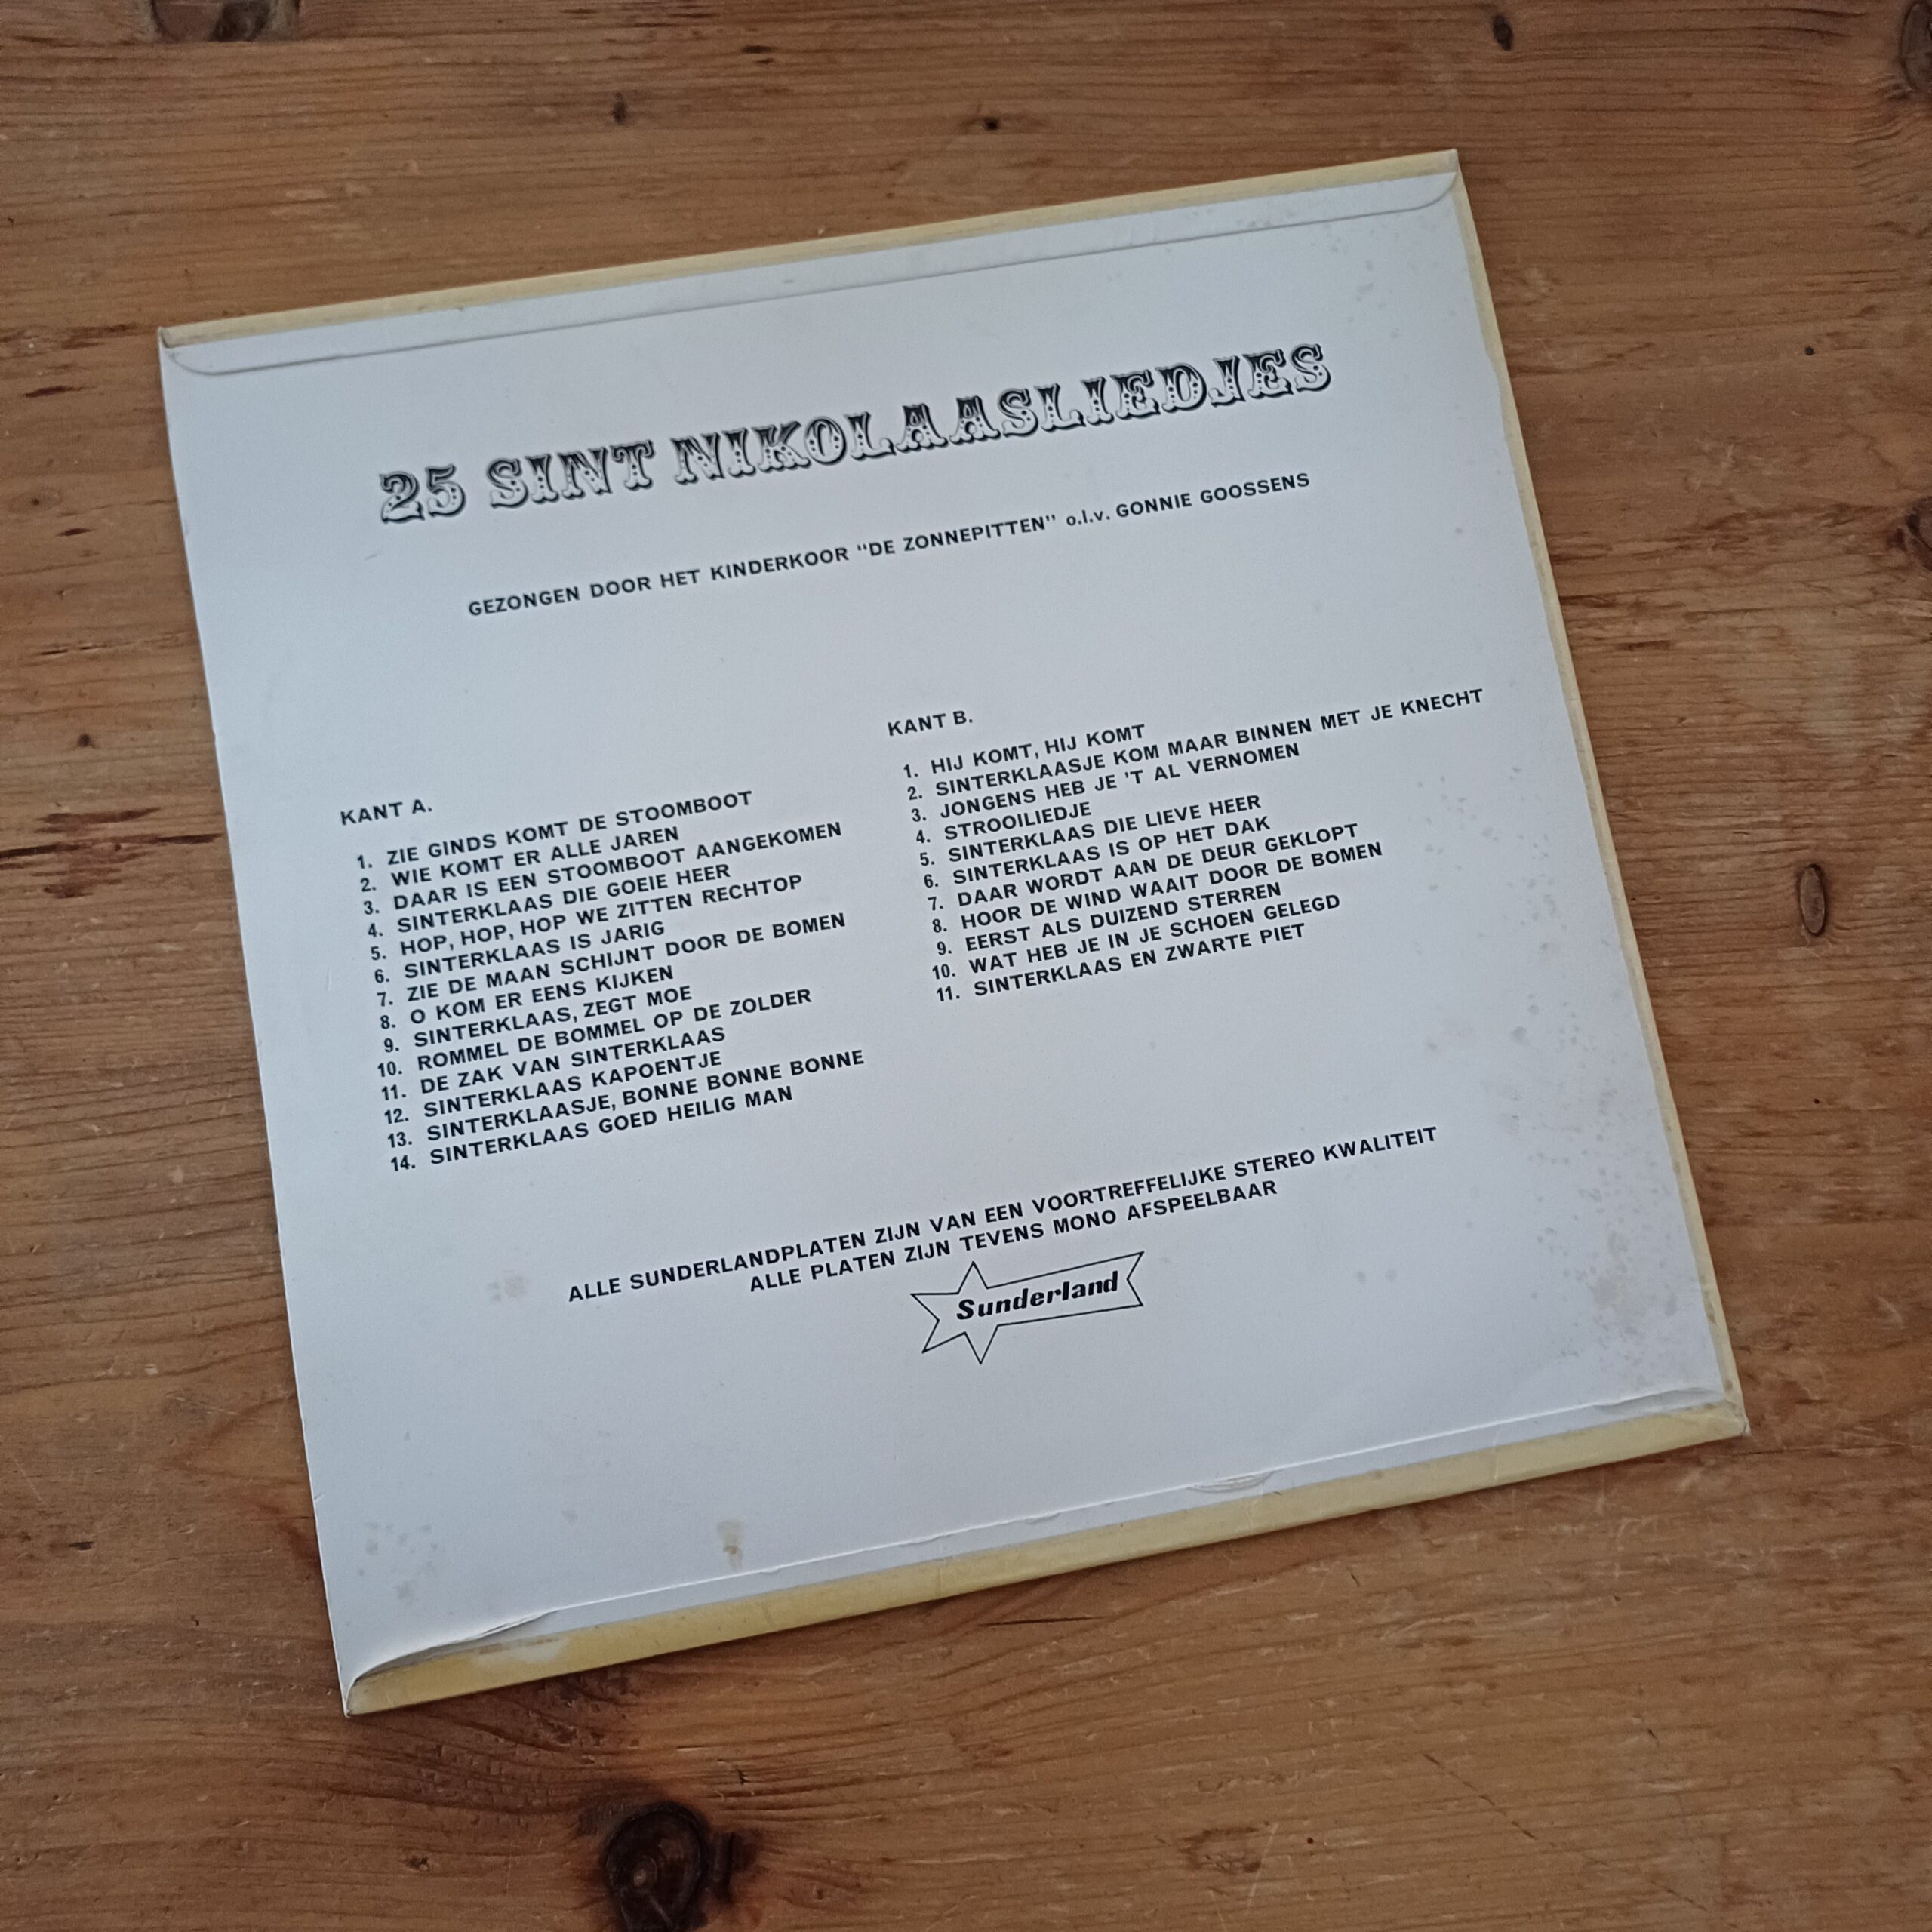 25 SINT NIKOLAASLIEDJES
GEZONGEN DOOR HET KINDERKOOR "DE ZONNEPITTEN" o.l.v. GONNIE GOOSSENS
KANT A.
1. ZIE GINDS KOMT DE STOOMBOOT
2. WIE KOMT ER ALLE JAREN
3. DAAR IS EEN STOOMBOOT AANGEKOMEN
4. SINTERKLAAS DIE GOEIE HEER
5. HOP, HOP, HOP WE ZITTEN RECHTOP
6. SINTERKLAAS IS JARIG
7. ZIE DE MAAN SCHIJNT DOOR DE BOMEN
8. O KOM ER EENS KIJKEN
9. SINTERKLAAS, ZEGT MOE
10. ROMMEL DE BOMMEL OP DE ZOLDER
11. DE ZAK VAN SINTERKLAAS
12. SINTERKLAAS KAPOENTJE
13. SINTERKLAASJE, BONNE BONNE BONNE
14. SINTERKLAAS GOED HEILIG MAN
KANT B.
1. HIJ KOMT, HIJ KOMT
2. SINTERKLAASJE KOM MAAR BINNEN MET JE KNECHT
3. JONGENS HEB JE 'T AL VERNOMEN
4. STROOILIEDJE
5. SINTERKLAAS DIE LIEVE HEER
6. SINTERKLAAS IS OP HET DAK
7. DAAR WORDT AAN DE DEUR GEKLOPT
8. HOOR DE WIND WAAIT DOOR DE BOMEN
9. EERST ALS DUIZEND STERREN
10. WAT HEB JE IN JE SCHOEN GELEGD
11. SINTERKLAAS EN ZWARTE PIET
ALLE SUNDERLANDPLATEN ZIJN VAN EEN VOORTREFFELIJKE STEREO KWALITEIT
ALLE PLATEN ZIJN TEVENS MONO AFSPEELBAAR
Sunderland